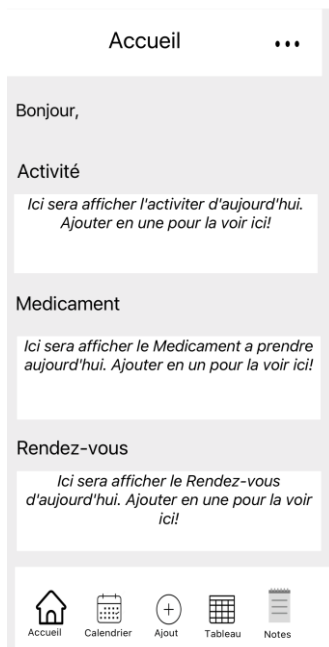 Accueil
Bonjour,
Activité
Ici sera afficher l'activiter d'aujourd'hui.
Ajouter en une pour la voir ici!
Medicament
Ici sera afficher le Medicament a prendre
aujourd'hui. Ajouter en un pour la voir ici!
Rendez-vous
Ici sera afficher le Rendez-vous
d'aujourd'hui. Ajouter en une pour la voir
ici!
Accueil Calendrier Ajout Tableau Notes